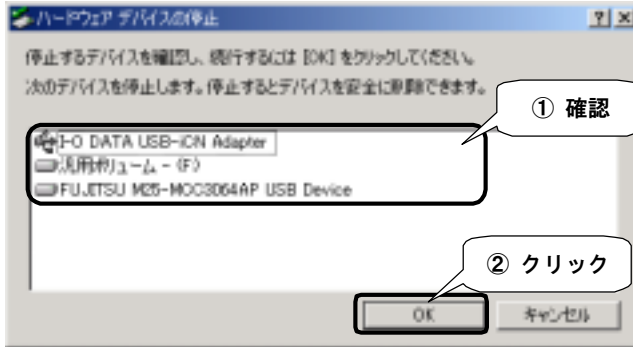 ハードウェア デバイスの停止
停止するデバイスを確認し、続行するには [OK] をクリックしてください。
次のデバイスを停止します。停止するとデバイスを安全に削除できます。
① 確認
I-O DATA USB-iCN Adapter
汎用ボリューム - (F:)
FUJITSU M25-MCC3064AP USB Device
② クリック
OK
キャンセル